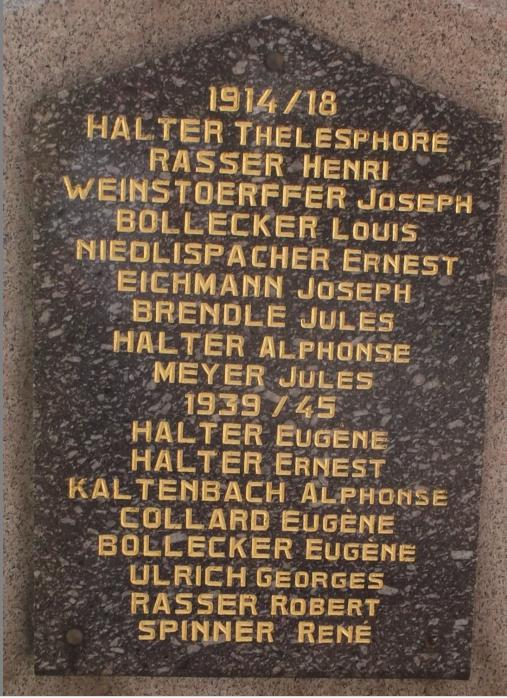 1914/18
HALTER THELESPHORE
RASSER HENRI
WEINSTOERFFER JOSEPH
BOLLECKER LOUIS
NIEDLISPACHER ERNEST
EICHMANN JOSEPH
BRENDLE JULES
HALTER ALPHONSE
MEYER JULES
1939/45
HALTER EUGÈNE
HALTER ERNEST
KALTENBACH ALPHONSE
COLLARD EUGÈNE
BOLLECKER EUGÈNE
ULRICH GEORGES
RASSER ROBERT
SPINNER RENÉ